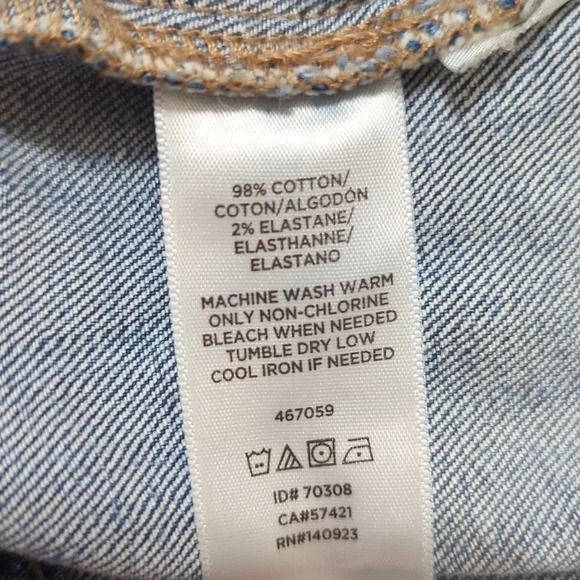 98% COTTON/
COTON/ALGODÓN
2% ELASTANE/
ELASTHANNE/
ELASTANO
MACHINE WASH WARM
ONLY NON-CHLORINE
BLEACH WHEN NEEDED
TUMBLE DRY LOW
COOL IRON IF NEEDED
467059
ID# 70308
CA#57421
RN#140923